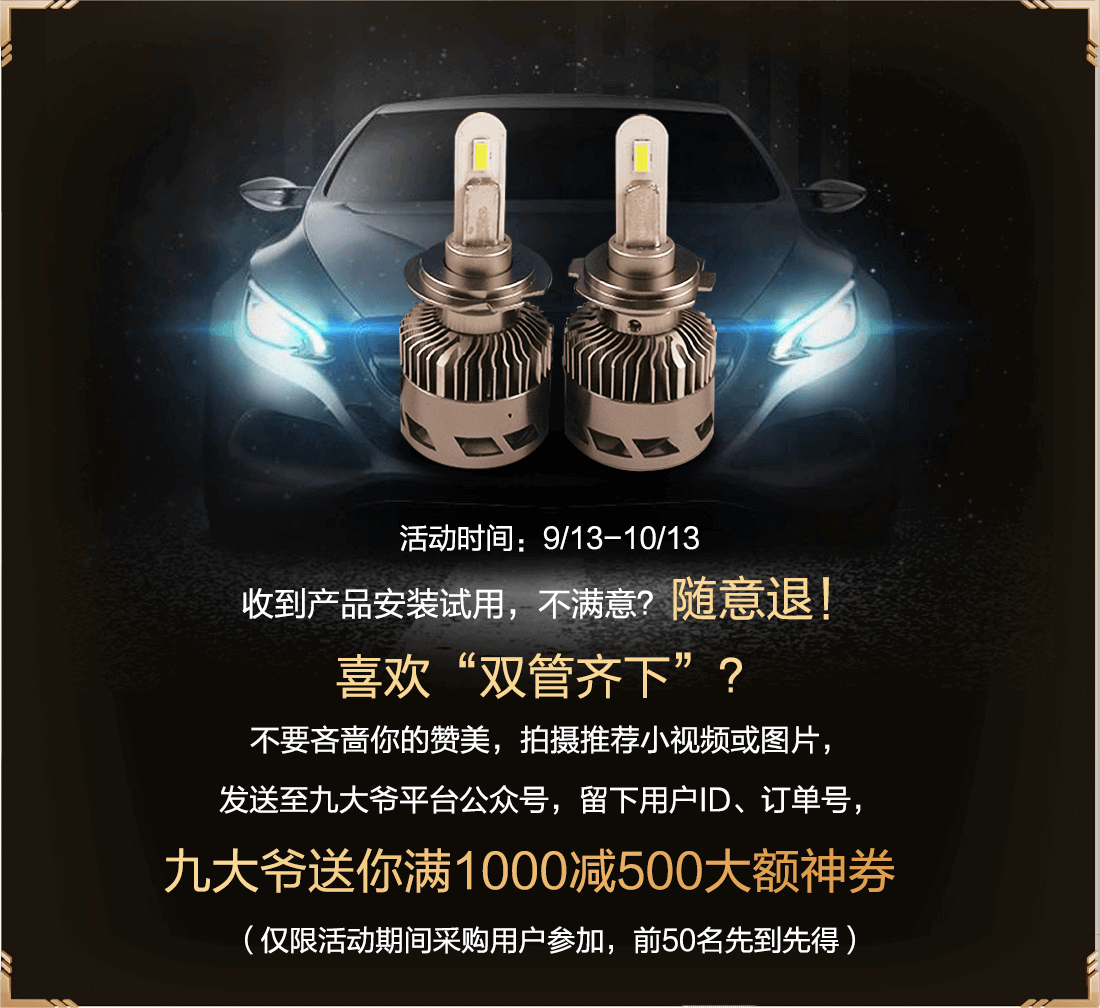 活动时间：9/13-10/13
收到产品安装试用，不满意？随意退！
喜欢“双管齐下”？
不要吝啬你的赞美，拍摄推荐小视频或图片，
发送至九大爷平台公众号，留下用户ID、订单号，
九大爷送你满1000减500大额神券
（仅限活动期间采购用户参加，前50名先到先得）